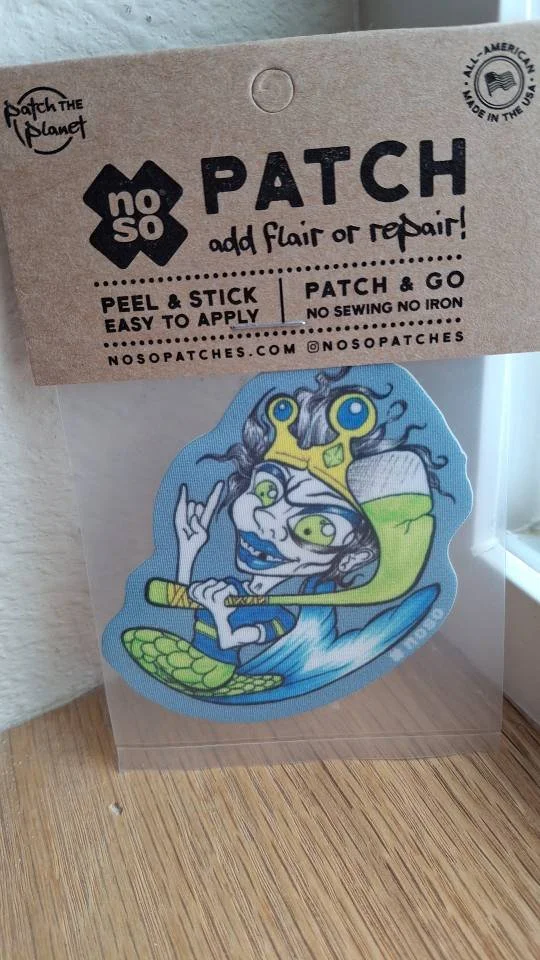 patch THE
planet
ALL-AMERICAN
MADE IN THE USA
no
so
PATCH
add flair or repair!
PEEL & STICK
EASY TO APPLY
PATCH & GO
NO SEWING NO IRON
NOSOPATCHES.COM @NOSOPATCHES
NOSO